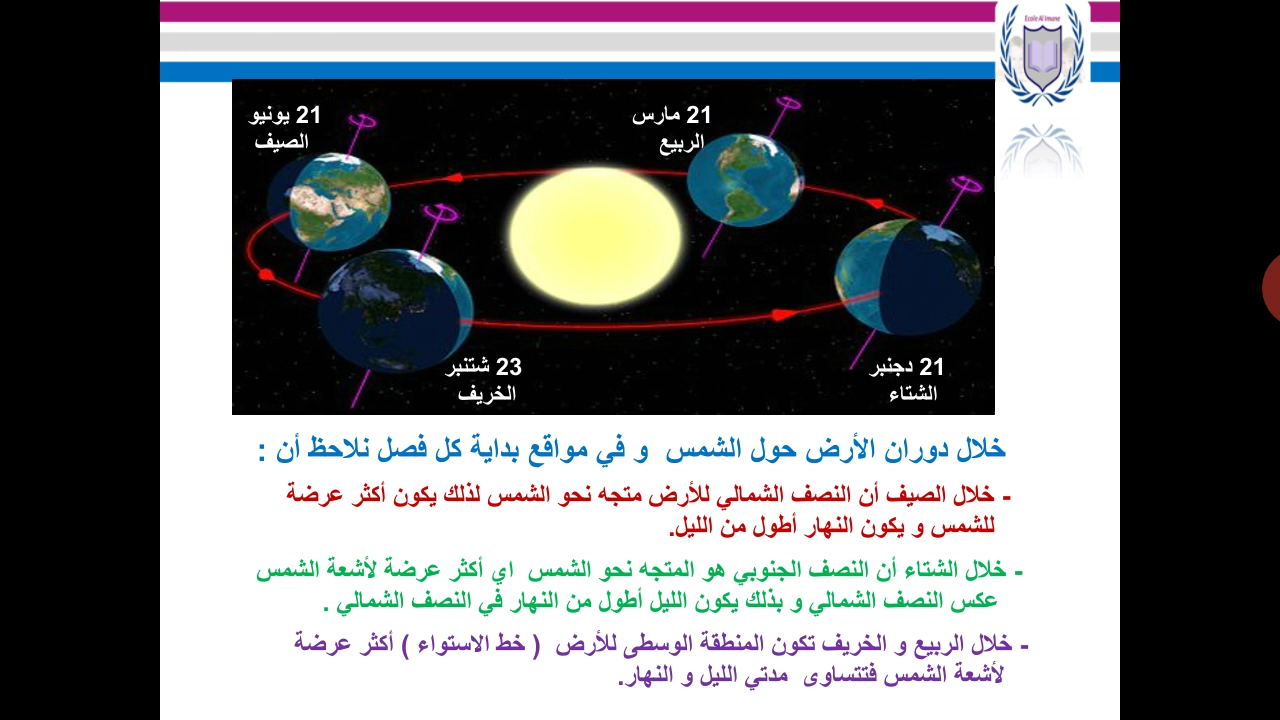 Ecole Al Imane
21 يونيو
الصيف
21 مارس
الربيع
23 شتنبر
الخريف
21 دجنبر
الشتاء
خلال دوران الأرض حول الشمس و في مواقع بداية كل فصل نلاحظ أن :
- خلال الصيف أن النصف الشمالي للأرض متجه نحو الشمس لذلك يكون أكثر عرضة
للشمس و يكون النهار أطول من الليل.
- خلال الشتاء أن النصف الجنوبي هو المتجه نحو الشمس اي أكثر عرضة لأشعة الشمس
عكس النصف الشمالي و بذلك يكون الليل أطول من النهار في النصف الشمالي .
- خلال الربيع و الخريف تكون المنطقة الوسطى للأرض ( خط الاستواء ) أكثر عرضة
لأشعة الشمس فتتساوى مدتي الليل و النهار.